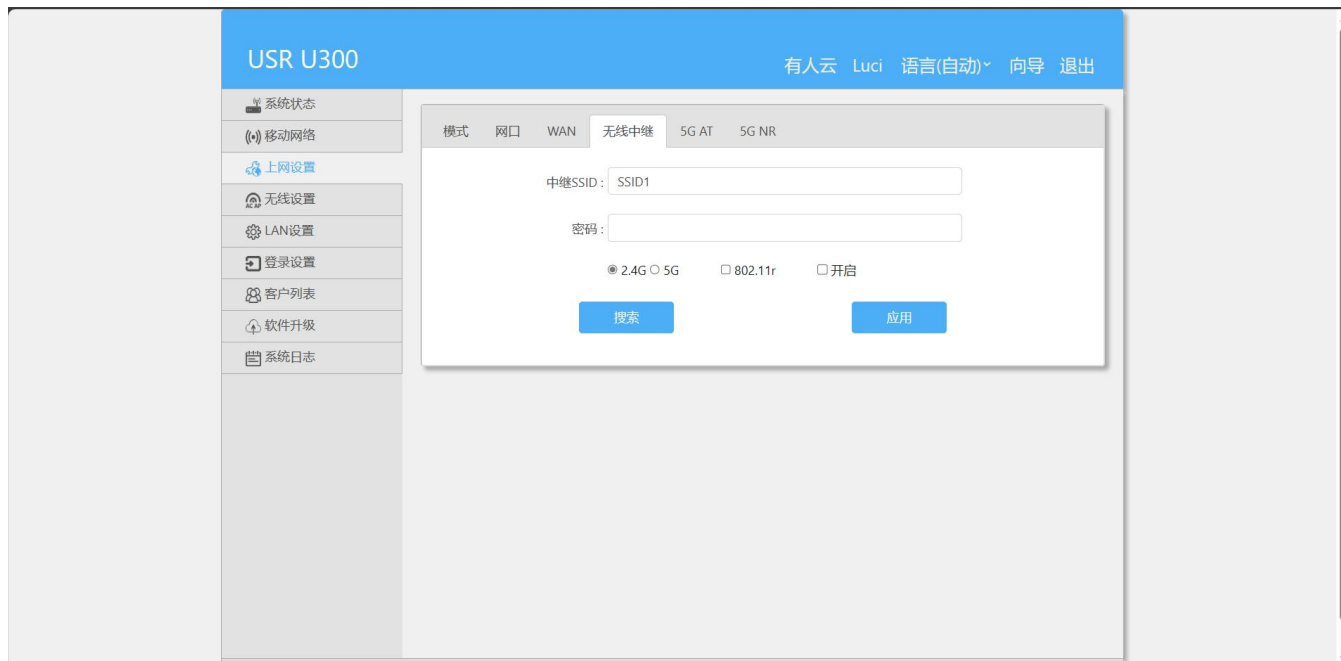 USR U300
有人云 Luci 语言(自动) 向导 退出
系统状态
移动网络
上网设置
无线设置
LAN设置
登录设置
客户列表
软件升级
系统日志
模式 网口 WAN 无线中继 5G AT 5G NR
中继SSID : SSID1
密码 :
2.4G 5G 802.11r 开启
搜索 应用